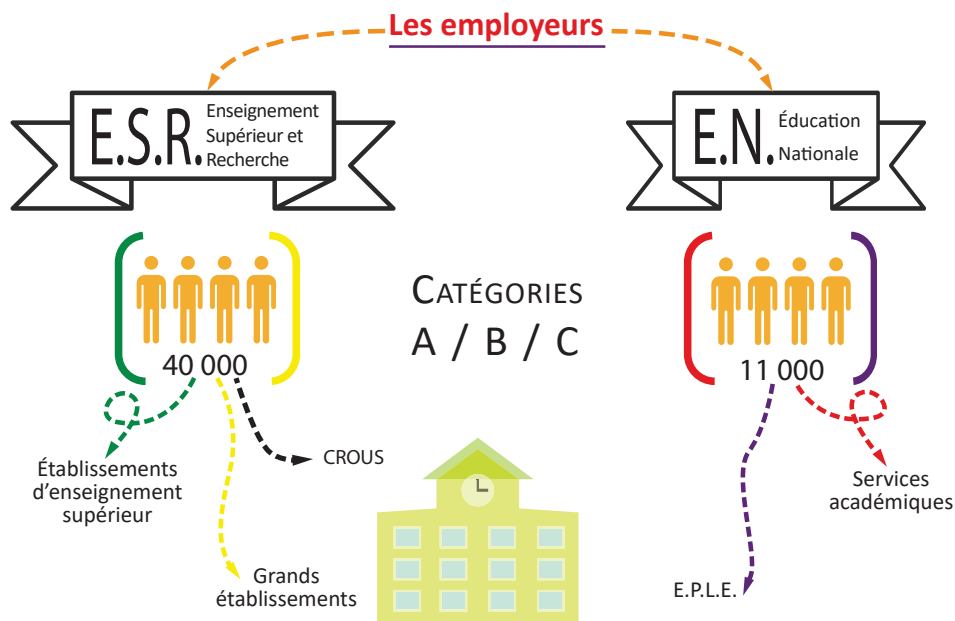 Les employeurs
E.S.R.
Enseignement
Supérieur et
Recherche
E.N.
Éducation
Nationale
CATÉGORIES
A / B / C
40 000
11 000
CROUS
Établissements
d’enseignement
supérieur
Grands
établissements
Services
académiques
E.P.L.E.